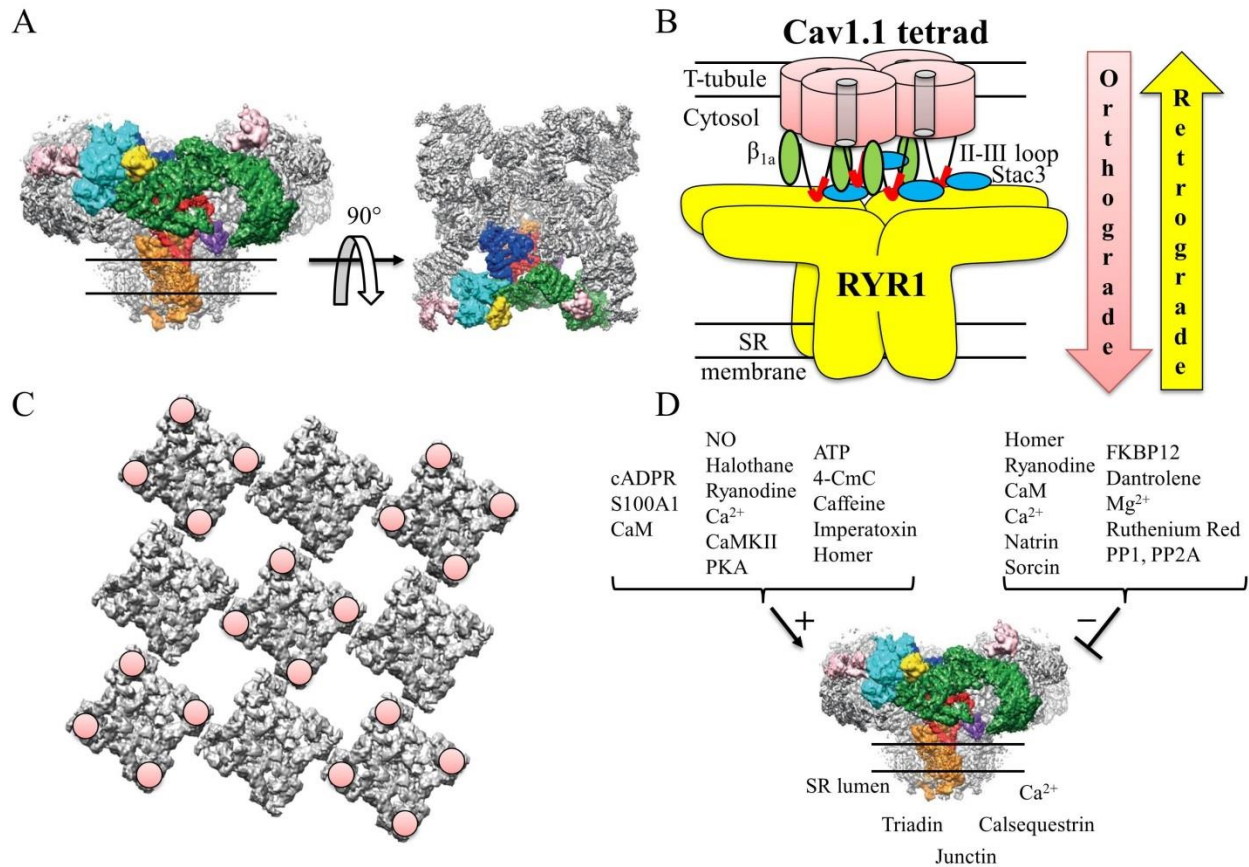 A
90°
B
Cav1.1 tetrad
T-tubule
Cytosol
β1a
II-III loop
Stac3
RYR1
SR
membrane
Orthograde
Retrograde
C
D
cADPR
S100A1
CaM
NO
Halothane
Ryanodine
Ca²⁺
CaMKII
PKA
ATP
4-CmC
Caffeine
Imperatoxin
Homer
Homer
Ryanodine
CaM
Ca²⁺
Natrin
Sorcin
FKBP12
Dantrolene
Mg²⁺
Ruthenium Red
PP1, PP2A
+
−
SR lumen
Ca²⁺
Triadin
Calsequestrin
Junctin